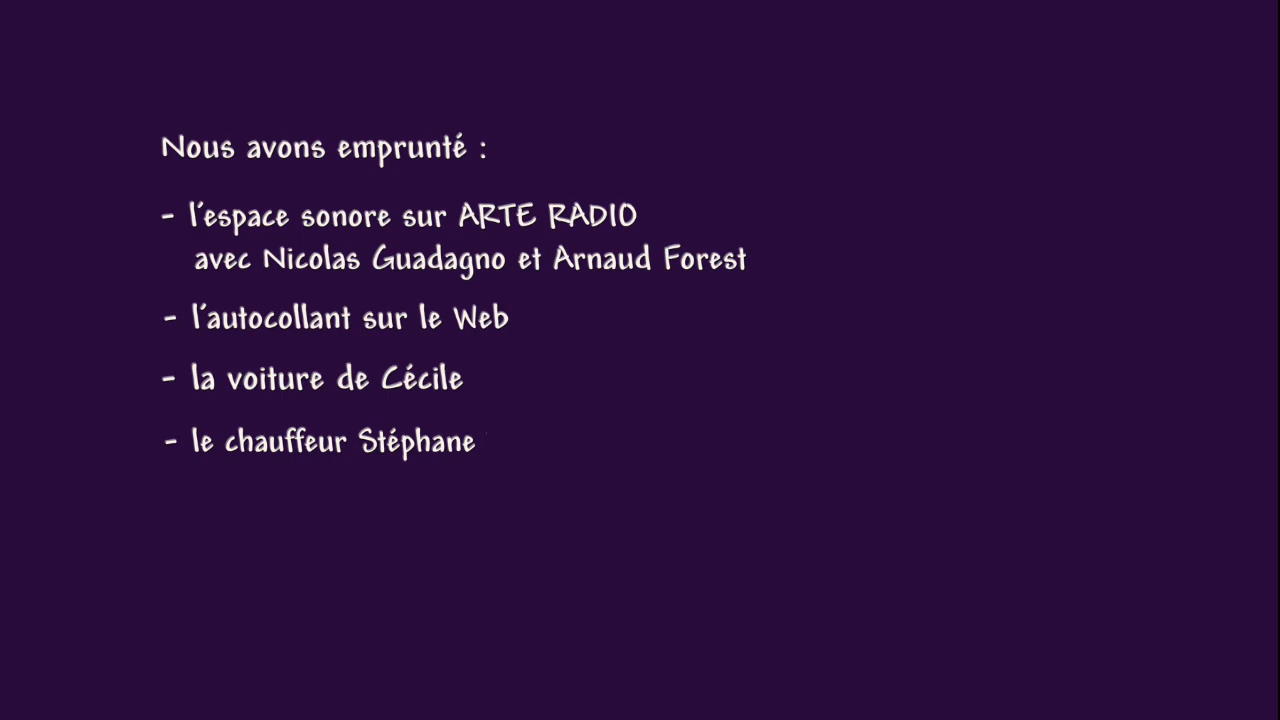 Nous avons emprunté :
- l'espace sonore sur ARTE RADIO
avec Nicolas Guadagno et Arnaud Forest
- l'autocollant sur le Web
- la voiture de Cécile
- le chauffeur Stéphane